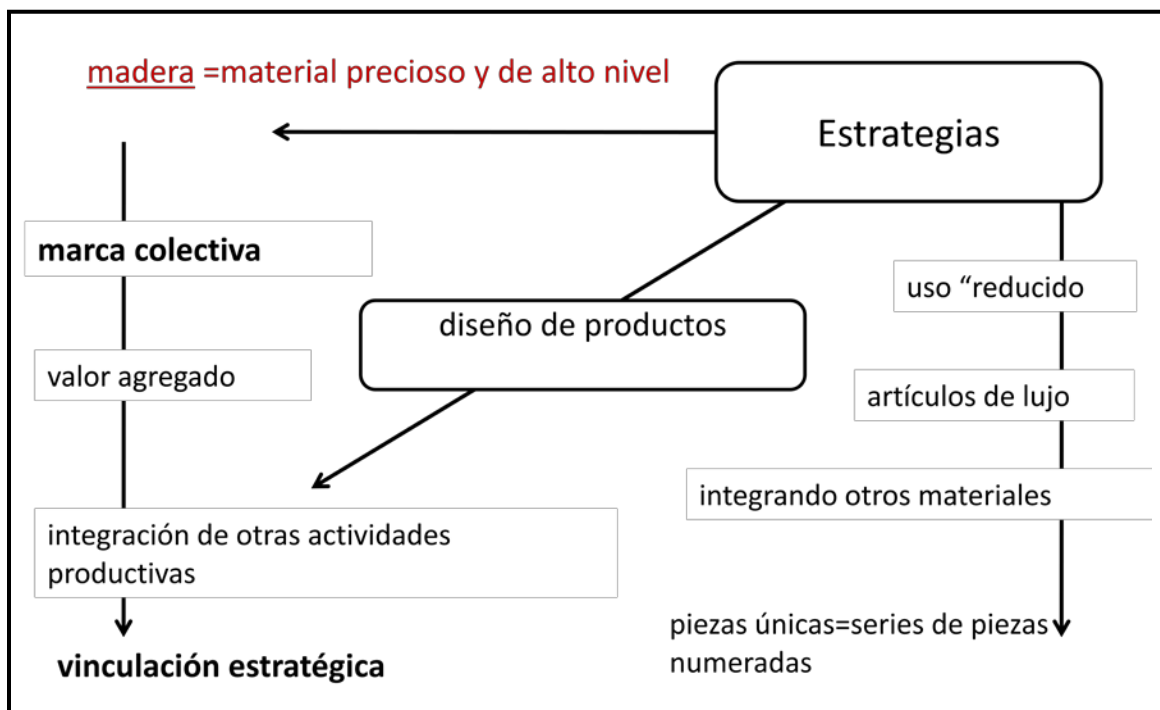 madera =material precioso y de alto nivel
Estrategias
marca colectiva
uso “reducido
diseño de productos
valor agregado
artículos de lujo
integrando otros materiales
integración de otras actividades
productivas
piezas únicas=series de piezas
numeradas
vinculación estratégica